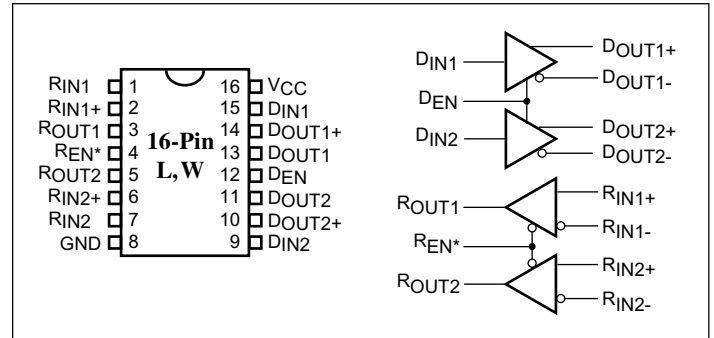 RIN1 1 16 VCC
RIN1+ 2 15 DIN1
ROUT1 3 14 DOUT1+
REN* 4 13 DOUT1
ROUT2 5 12 DEN
RIN2+ 6 11 DOUT2
RIN2 7 10 DOUT2+
GND 8 9 DIN2
16-Pin
L,W
DIN1
DOUT1+
DOUT1-
DEN
DIN2
DOUT2+
DOUT2-
ROUT1
RIN1+
RIN1-
REN*
ROUT2
RIN2+
RIN2-